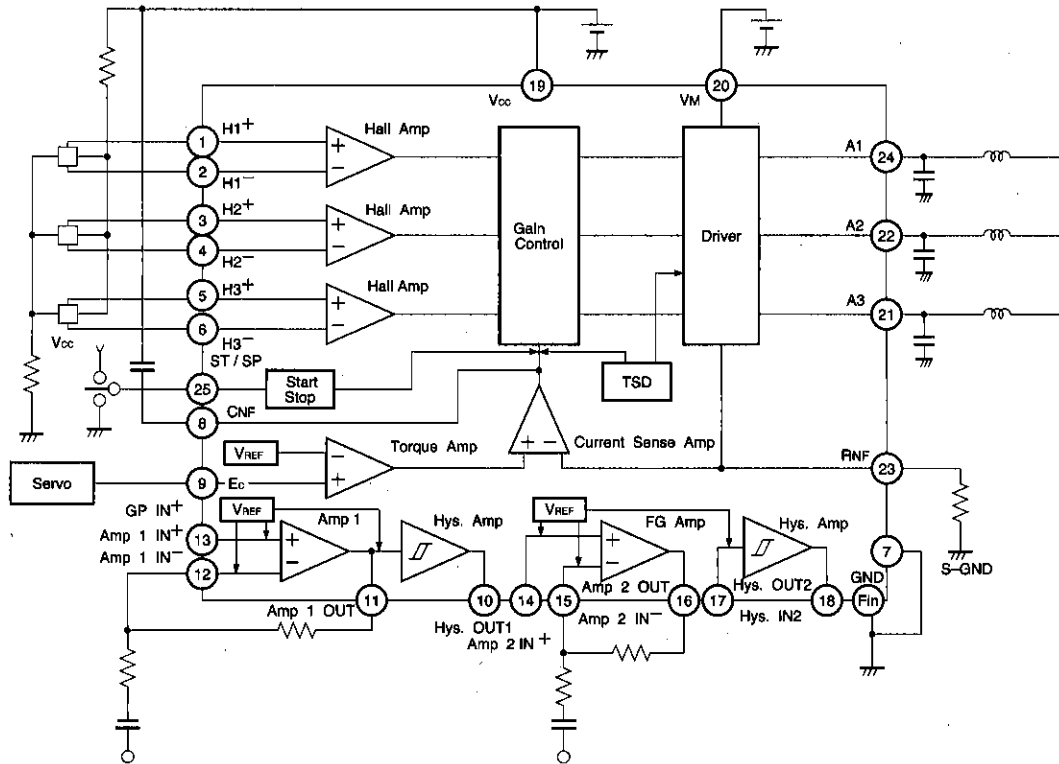 19
20
Vcc
VM
1
H1+
Hall Amp
A1
24
2
H1−
3
H2+
Hall Amp
Gain
Control
Driver
A2
22
4
H2−
5
H3+
Hall Amp
A3
21
6
Vcc
H3−
ST / SP
25
Start
Stop
TSD
8
CNF
+ −
Torque Amp
Current Sense Amp
RNF
23
VREF
Servo
9
Ec
GP IN+
VREF
Amp 1
Hys. Amp
VREF
FG Amp
Hys. Amp
7
Amp 1 IN+
13
Amp 1 IN−
12
S-GND
GND
Amp 2 OUT
Hys. OUT2
11
10
14
15
16
17
18
Fin
Amp 1 OUT
Hys. OUT1
Amp 2 IN−
Hys. IN2
Amp 2 IN+